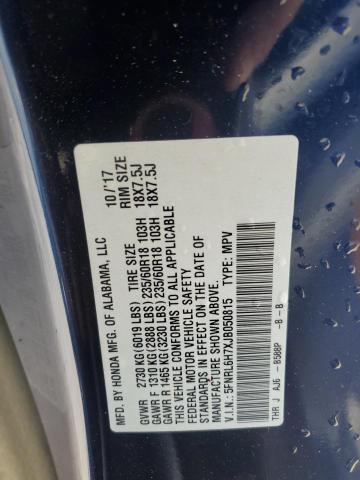 MFD. BY HONDA MFG. OF ALABAMA, LLC 10/'17
TIRE SIZE RIM SIZE
GVWR 2730 KG(6019 LBS)
GAWR F 1310 KG(2888 LBS) 235/60R18 103H 18X7.5J
GAWR R 1465 KG(3230 LBS) 235/60R18 103H 18X7.5J
THIS VEHICLE CONFORMS TO ALL APPLICABLE
FEDERAL MOTOR VEHICLE SAFETY
STANDARDS IN EFFECT ON THE DATE OF
MANUFACTURE SHOWN ABOVE.
V.I.N.: 5FNRL6H7XJB050815 TYPE: MPV
THR J AJ6 -B588P -B -B